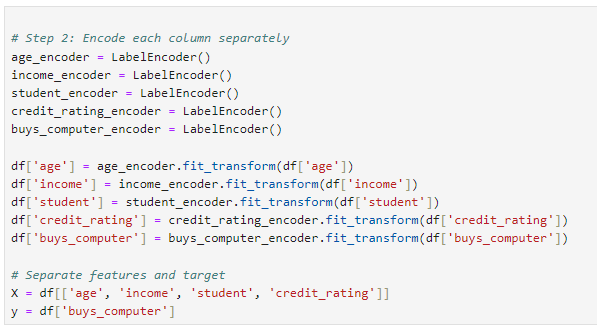 # Step 2: Encode each column separately
age_encoder = LabelEncoder()
income_encoder = LabelEncoder()
student_encoder = LabelEncoder()
credit_rating_encoder = LabelEncoder()
buys_computer_encoder = LabelEncoder()

df['age'] = age_encoder.fit_transform(df['age'])
df['income'] = income_encoder.fit_transform(df['income'])
df['student'] = student_encoder.fit_transform(df['student'])
df['credit_rating'] = credit_rating_encoder.fit_transform(df['credit_rating'])
df['buys_computer'] = buys_computer_encoder.fit_transform(df['buys_computer'])

# Separate features and target
X = df[['age', 'income', 'student', 'credit_rating']]
y = df['buys_computer']